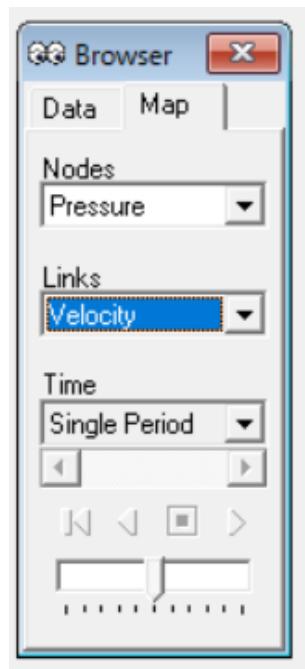 Browser
Data Map
Nodes
Pressure
Links
Velocity
Time
Single Period